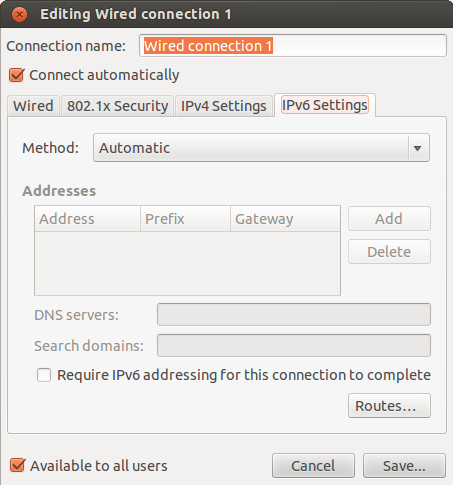 Editing Wired connection 1
Connection name: Wired connection 1
Connect automatically
Wired 802.1x Security IPv4 Settings IPv6 Settings
Method: Automatic
Addresses
Address Prefix Gateway
Add
Delete
DNS servers:
Search domains:
Require IPv6 addressing for this connection to complete
Routes...
Available to all users
Cancel Save...